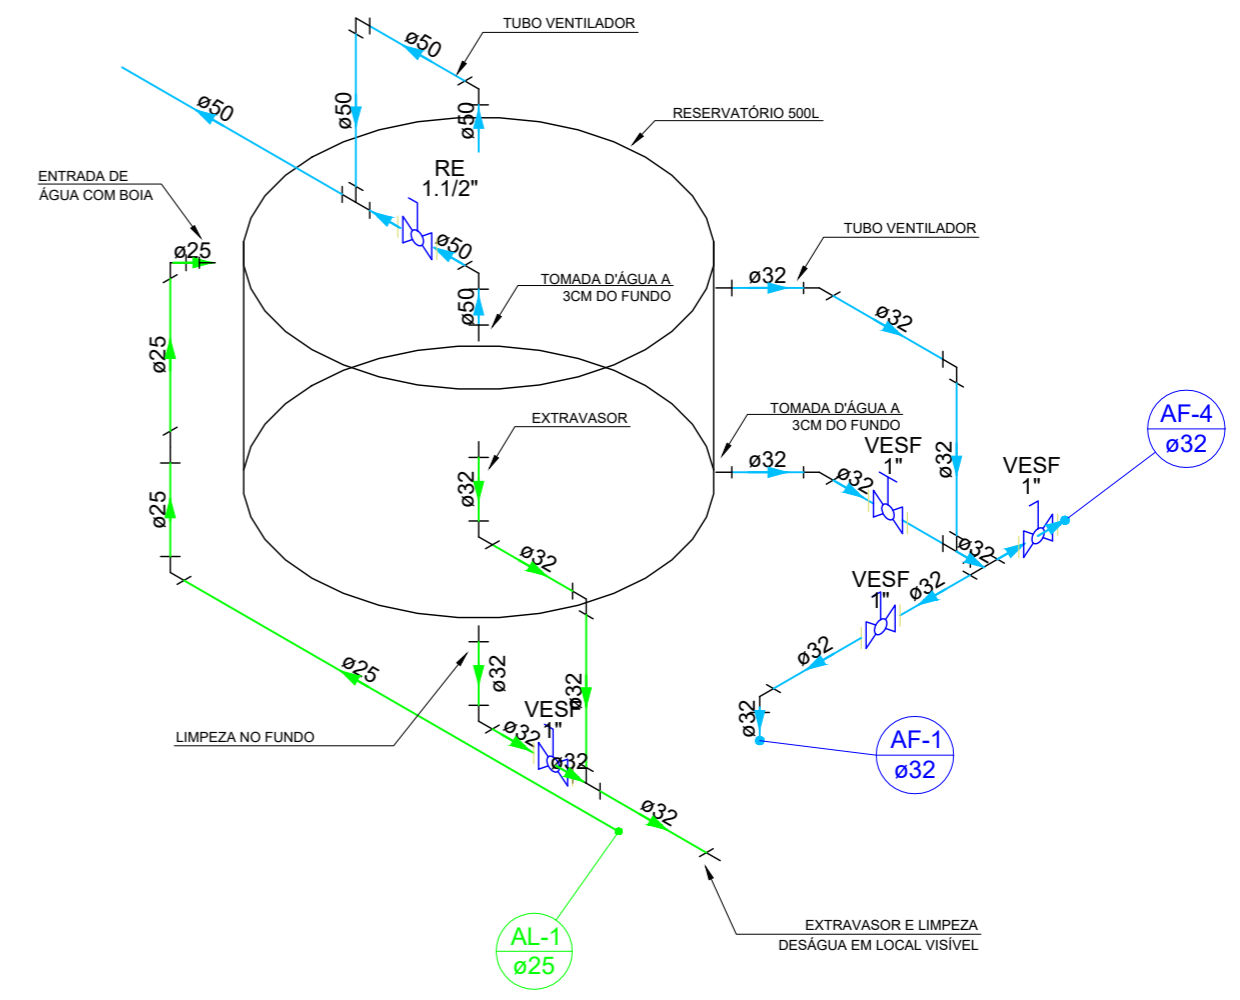 TUBO VENTILADOR
ø50
ø50
ø50
ø50
RESERVATÓRIO 500L
RE
1.1/2"
ENTRADA DE
ÁGUA COM BOIA
ø25
ø50
TUBO VENTILADOR
TOMADA D'ÁGUA A
3CM DO FUNDO
ø32
ø50
ø32
ø25
EXTRAVASOR
TOMADA D'ÁGUA A
3CM DO FUNDO
AF-4
ø32
VESF
1"
ø32
ø32
ø32
VESF
1"
ø32
ø25
ø32
ø32
VESF
1"
ø32
ø32
ø25
ø32
ø32
LIMPEZA NO FUNDO
VESF
1"
ø32
ø32
ø32
ø32
AF-1
ø32
ø32
AL-1
ø25
EXTRAVASOR E LIMPEZA
DESÁGUA EM LOCAL VISÍVEL